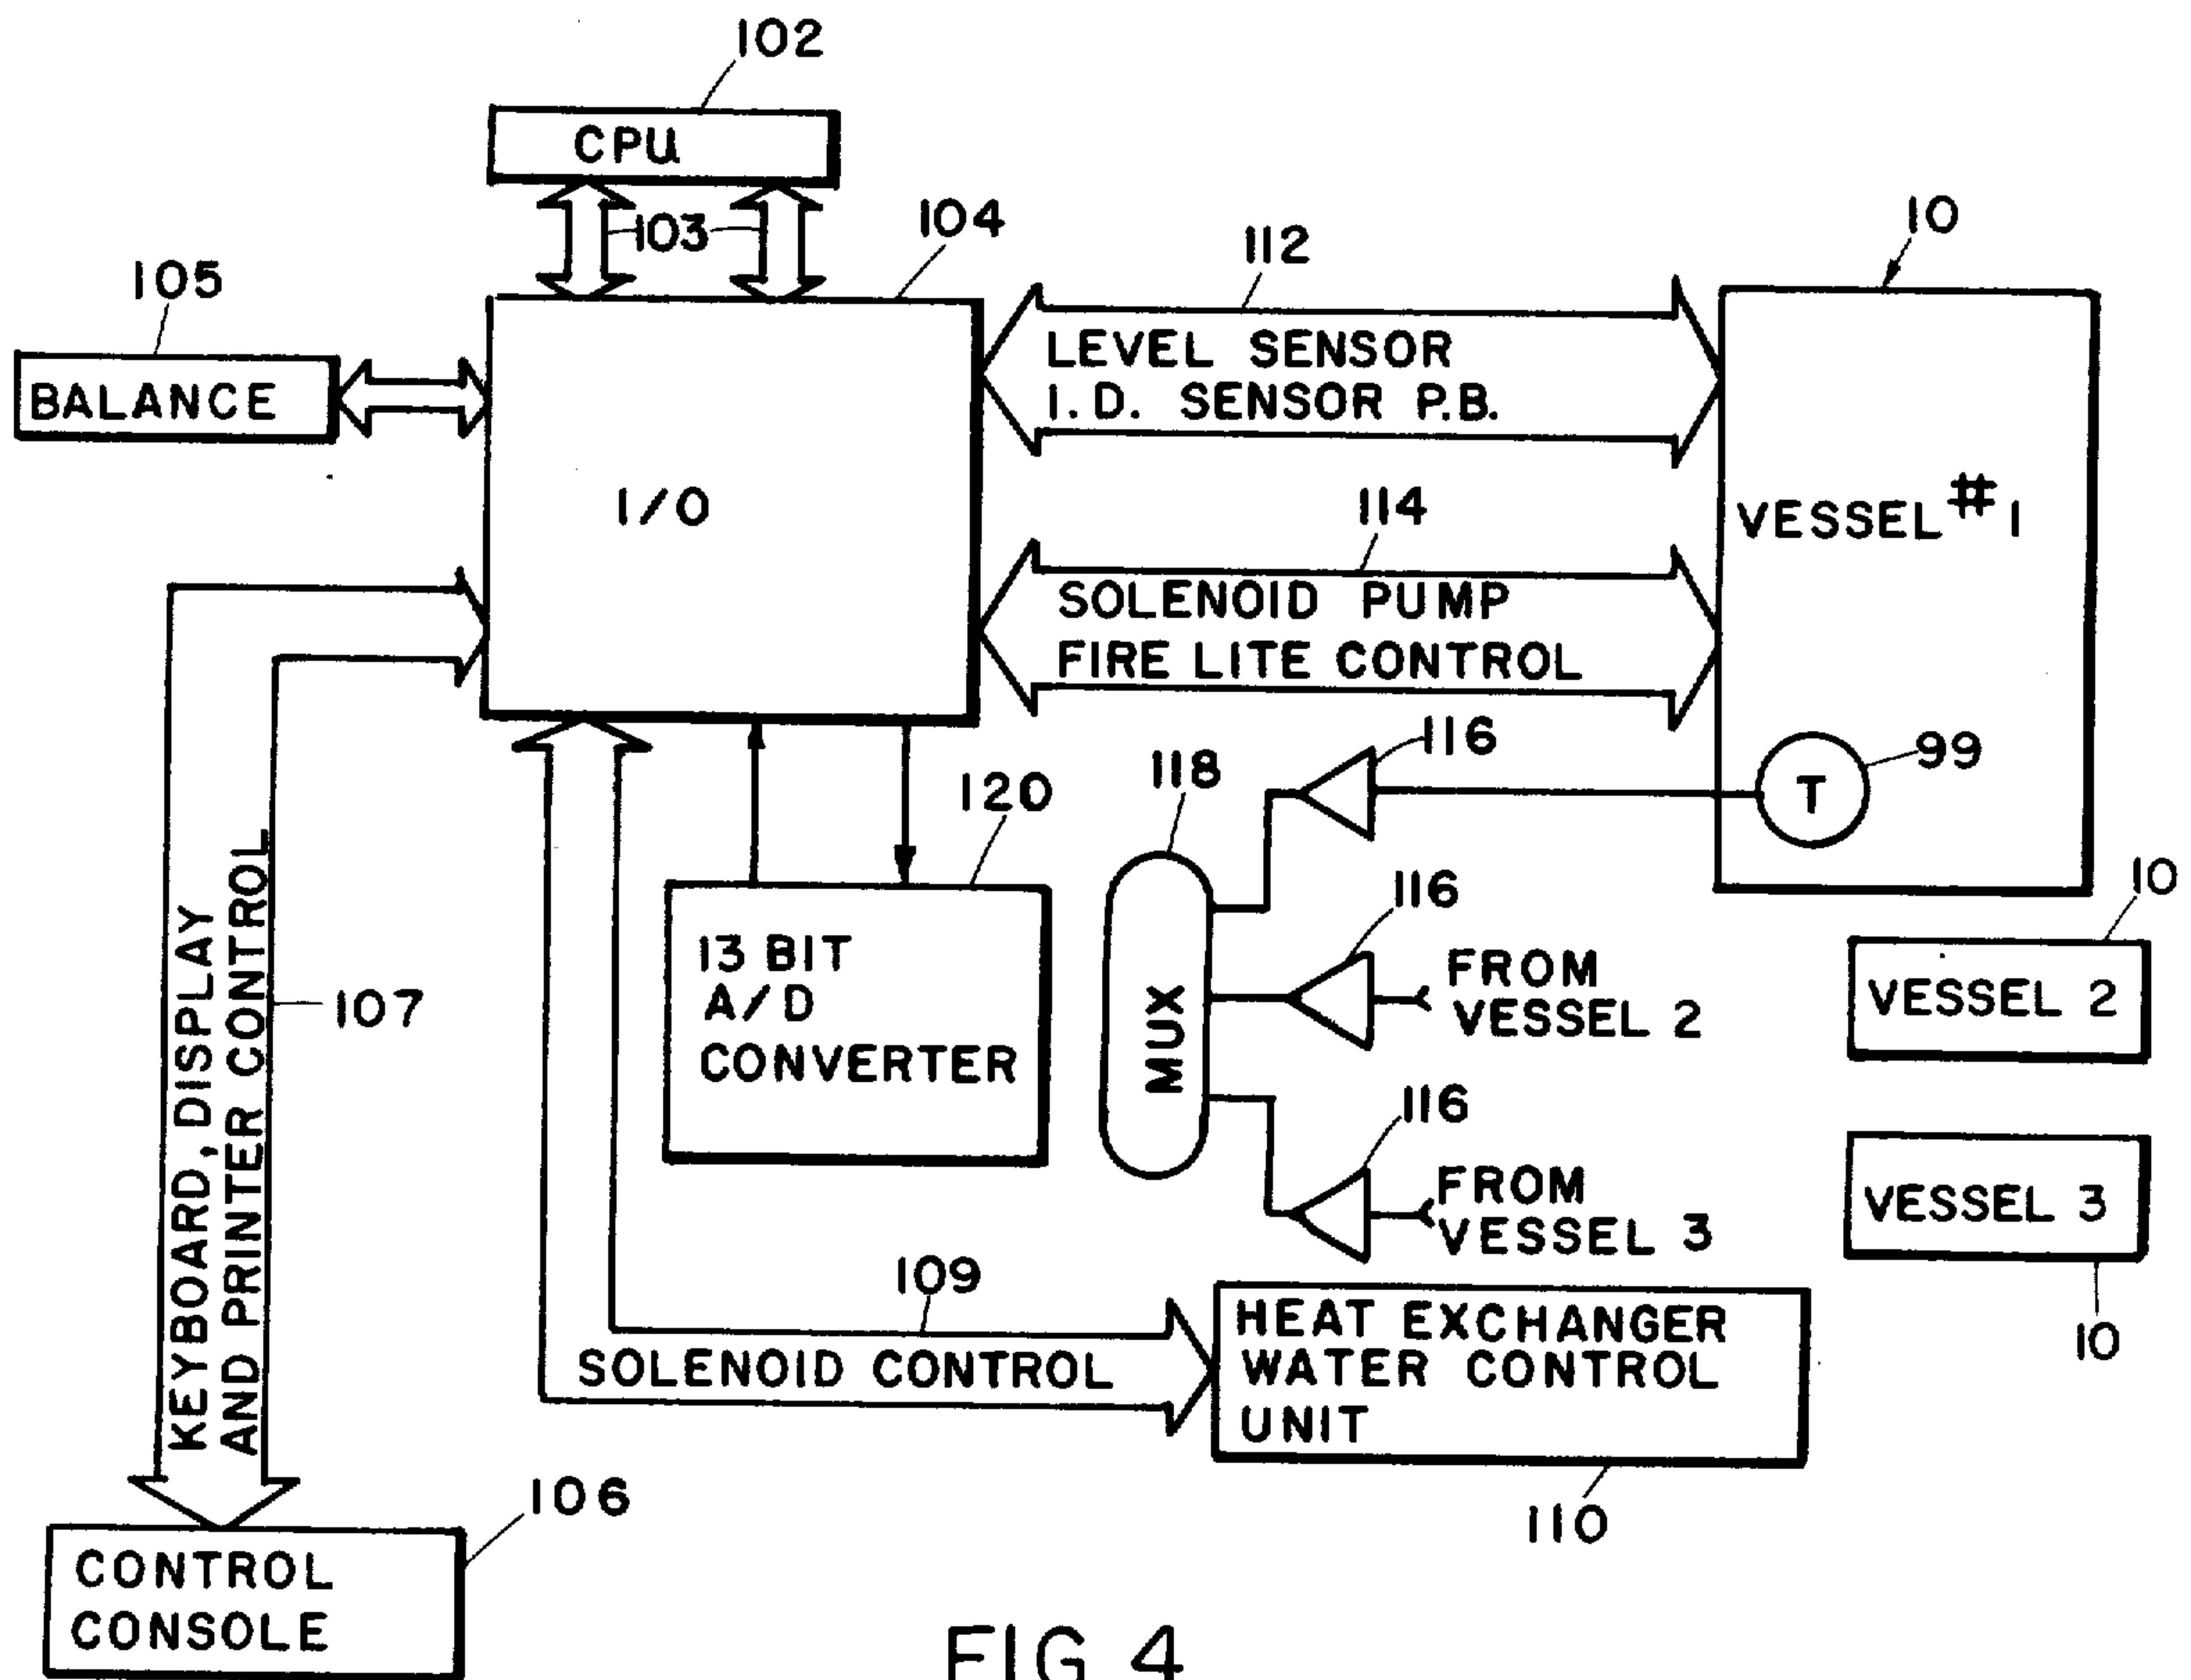 102
CPU
103
104
105
BALANCE
I/O
112
LEVEL SENSOR
I.D. SENSOR P.B.
10
VESSEL #1
114
SOLENOID PUMP
FIRE LITE CONTROL
99
T
116
118
MUX
120
13 BIT
A/D
CONVERTER
116
FROM
VESSEL 2
10
VESSEL 2
116
FROM
VESSEL 3
VESSEL 3
10
KEYBOARD, DISPLAY
AND PRINTER CONTROL
107
109
SOLENOID CONTROL
HEAT EXCHANGER
WATER CONTROL
UNIT
110
106
CONTROL
CONSOLE
FIG 4